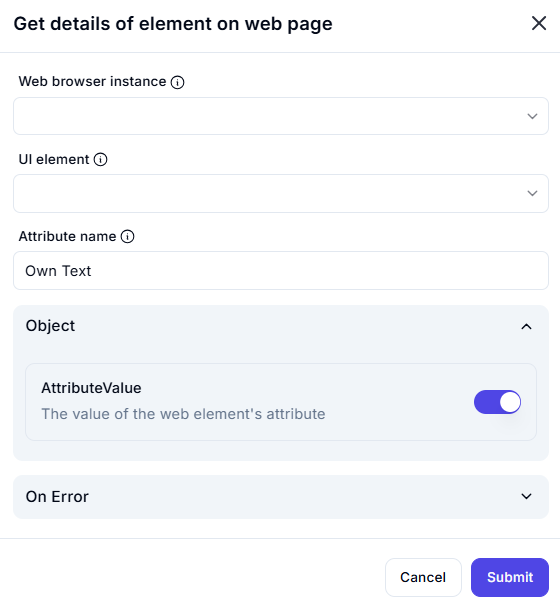 Get details of element on web page
Web browser instance
UI element
Attribute name
Own Text
Object
AttributeValue
The value of the web element's attribute
On Error
Cancel Submit